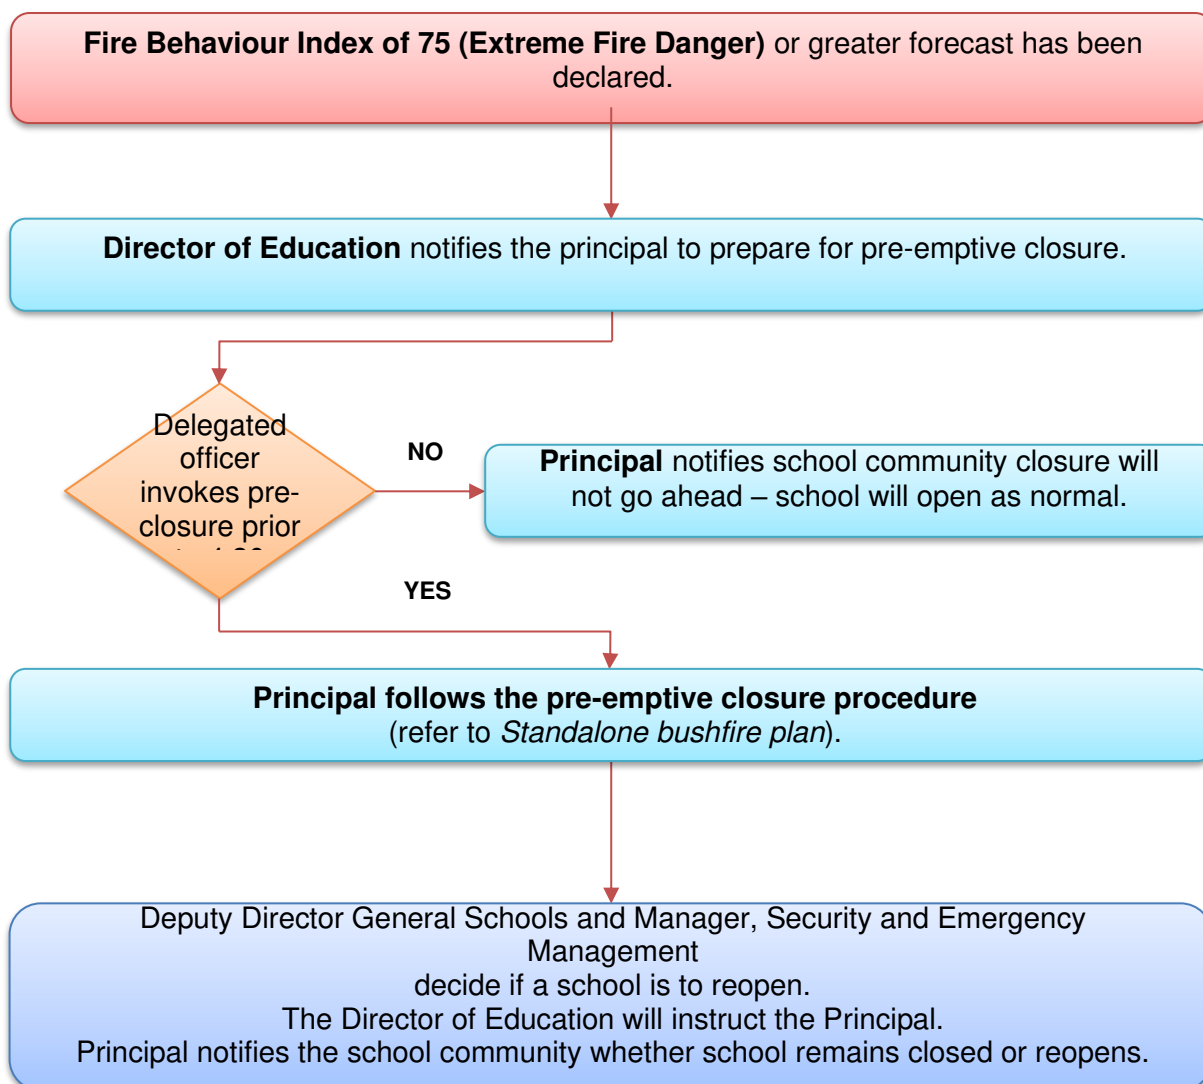 Fire Behaviour Index of 75 (Extreme Fire Danger) or greater forecast has been
declared.
Director of Education notifies the principal to prepare for pre-emptive closure.
Delegated
officer
invokes pre-
closure prior
NO
Principal notifies school community closure will
not go ahead – school will open as normal.
YES
Principal follows the pre-emptive closure procedure
(refer to Standalone bushfire plan).
Deputy Director General Schools and Manager, Security and Emergency
Management
decide if a school is to reopen.
The Director of Education will instruct the Principal.
Principal notifies the school community whether school remains closed or reopens.